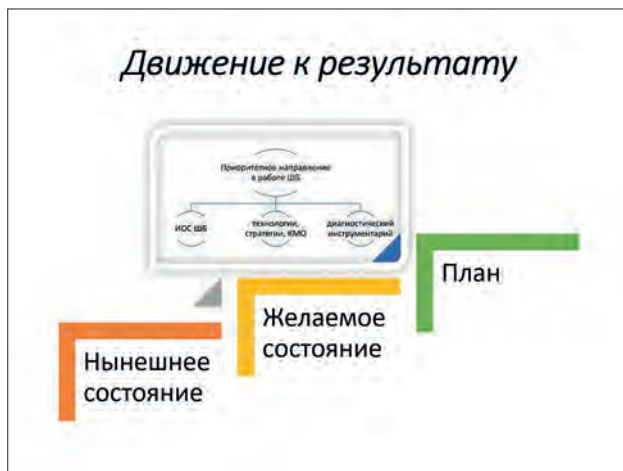 Движение к результату
Приоритетное направление
в работе ШБ
ИОС ШБ
технологии,
стратегии, КМО
диагностический
инструментарий
План
Желаемое
состояние
Нынешнее
состояние